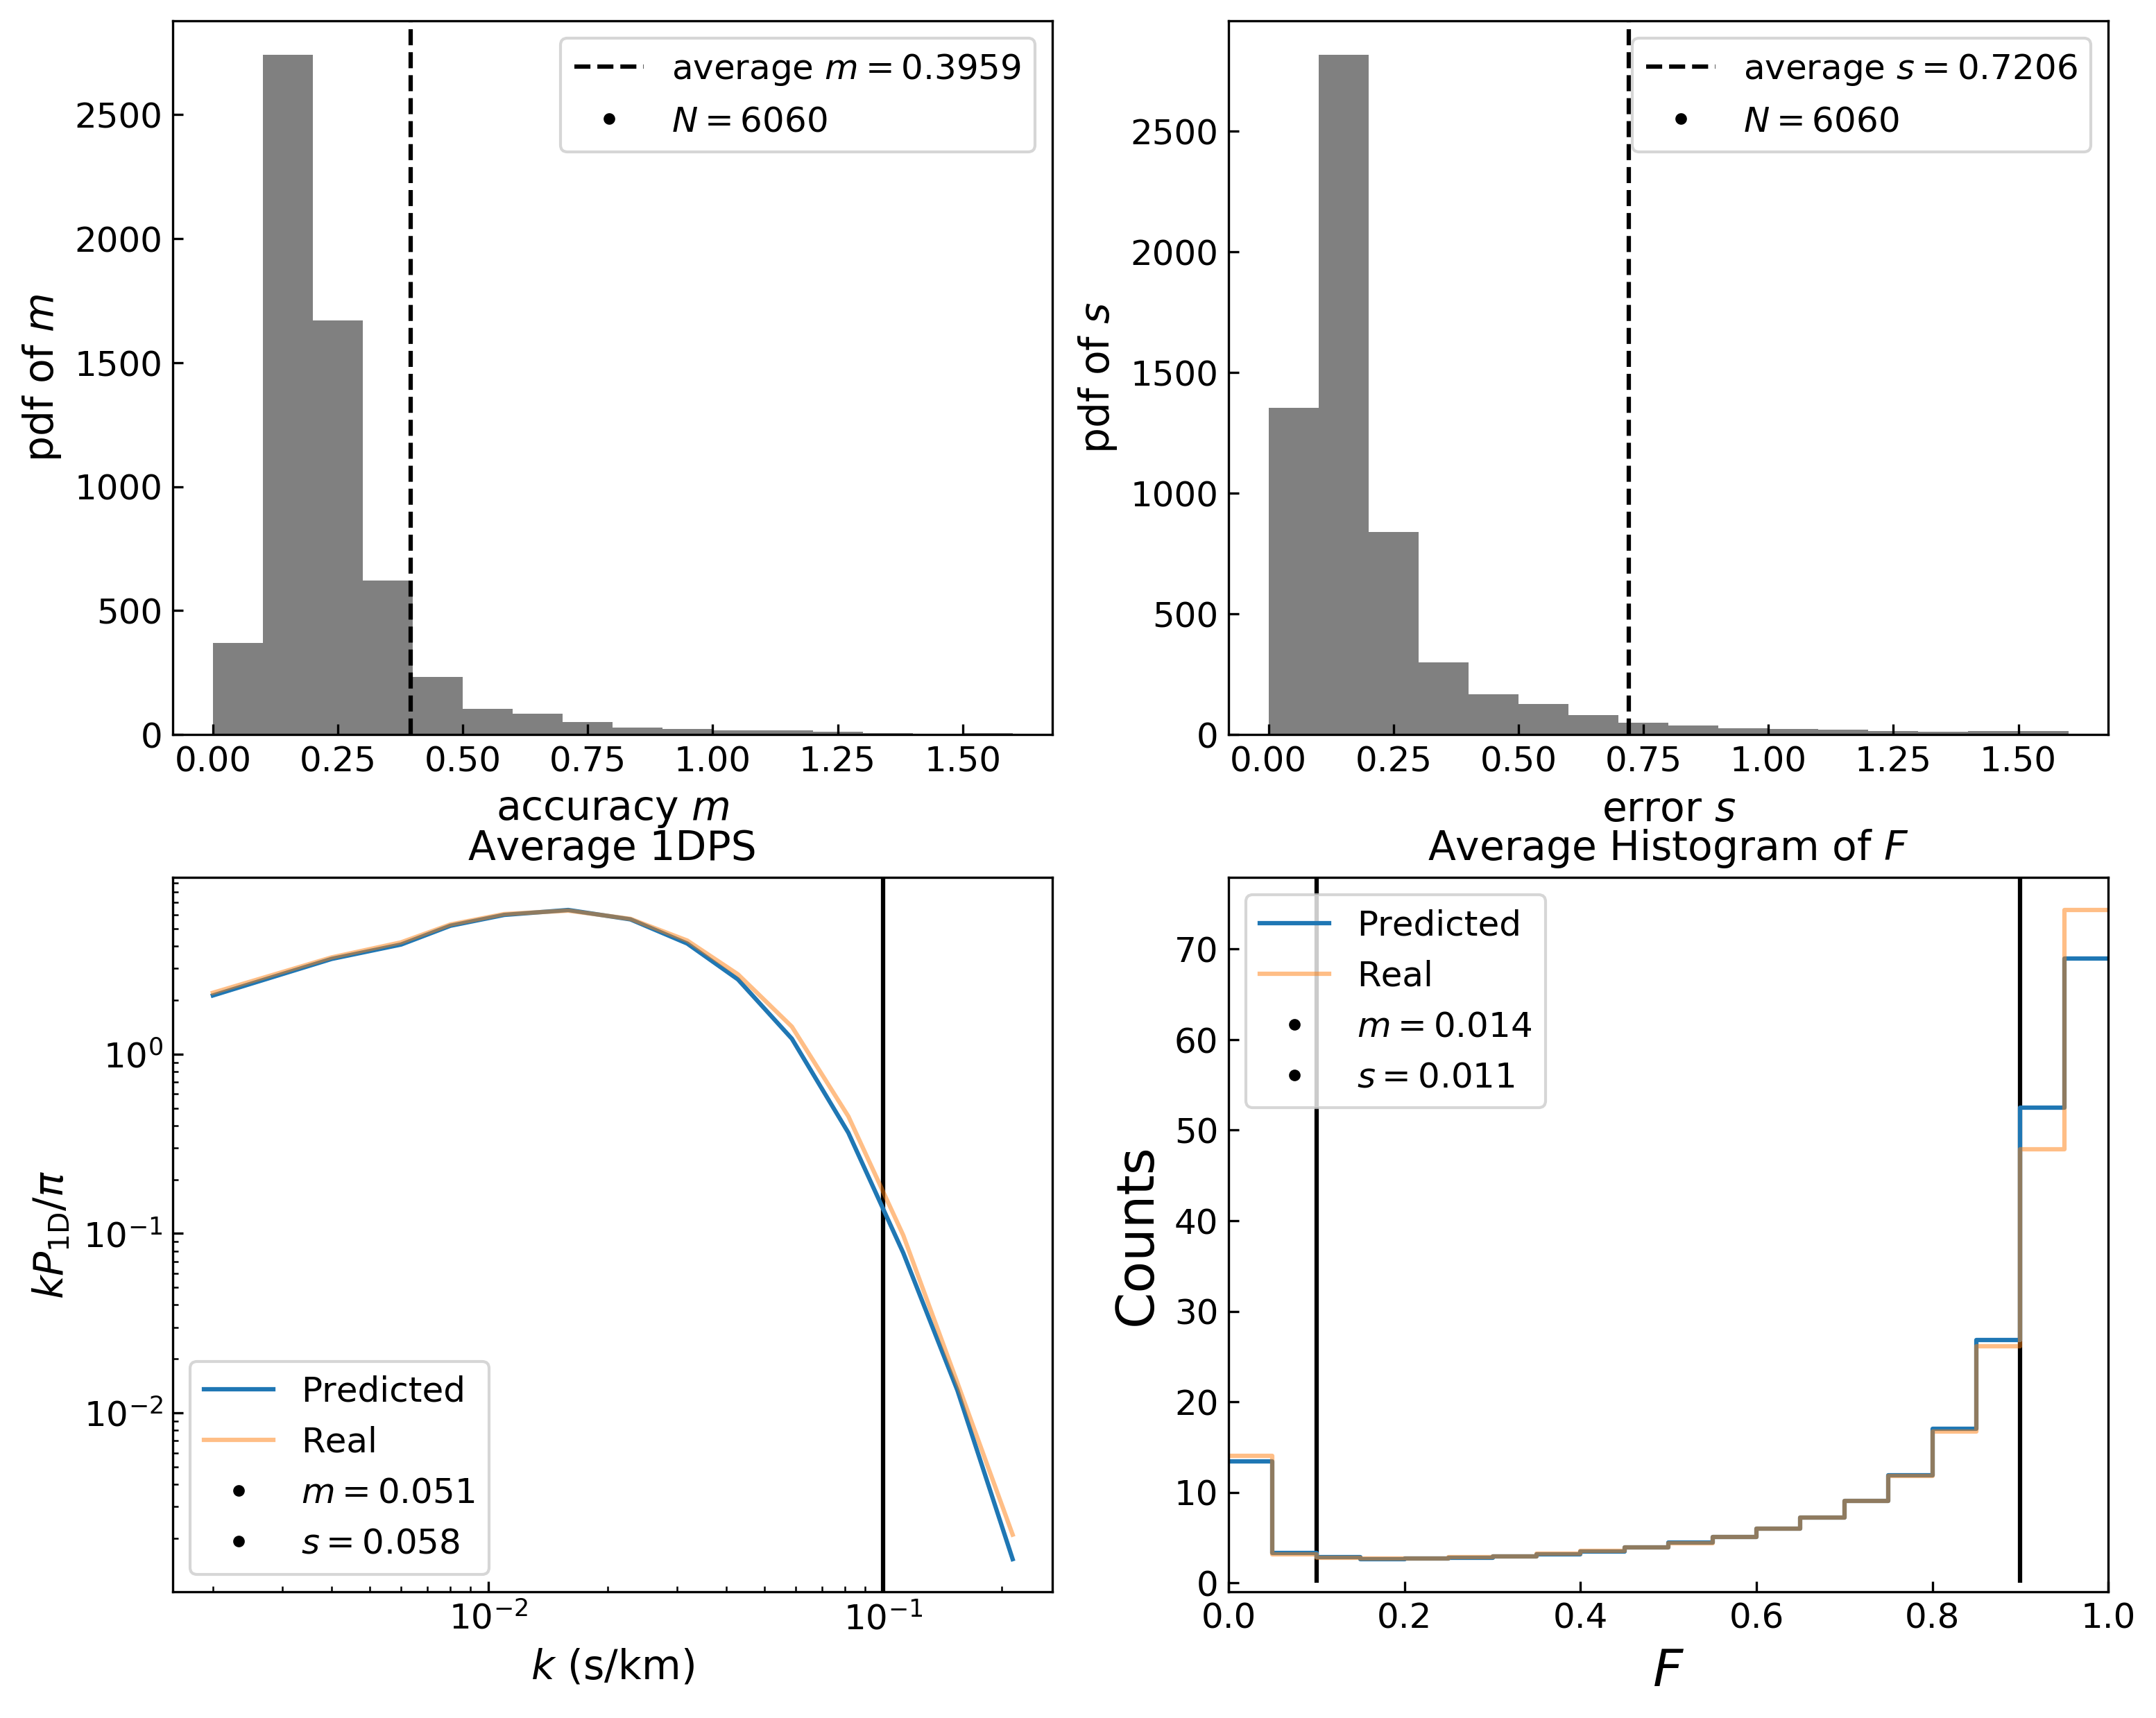 average m = 0.3959
N = 6060
2500
2000
1500
1000
500
0
pdf of m
0.00 0.25 0.50 0.75 1.00 1.25 1.50
accuracy m
average s = 0.7206
N = 6060
2500
2000
1500
1000
500
0
pdf of s
0.00 0.25 0.50 0.75 1.00 1.25 1.50
error s
Average 1DPS
10⁰
10⁻¹
10⁻²
kP₁D/π
Predicted
Real
m = 0.051
s = 0.058
10⁻² 10⁻¹
k (s/km)
Average Histogram of F
Predicted
Real
m = 0.014
s = 0.011
70
60
50
40
30
20
10
0
Counts
0.0 0.2 0.4 0.6 0.8 1.0
F